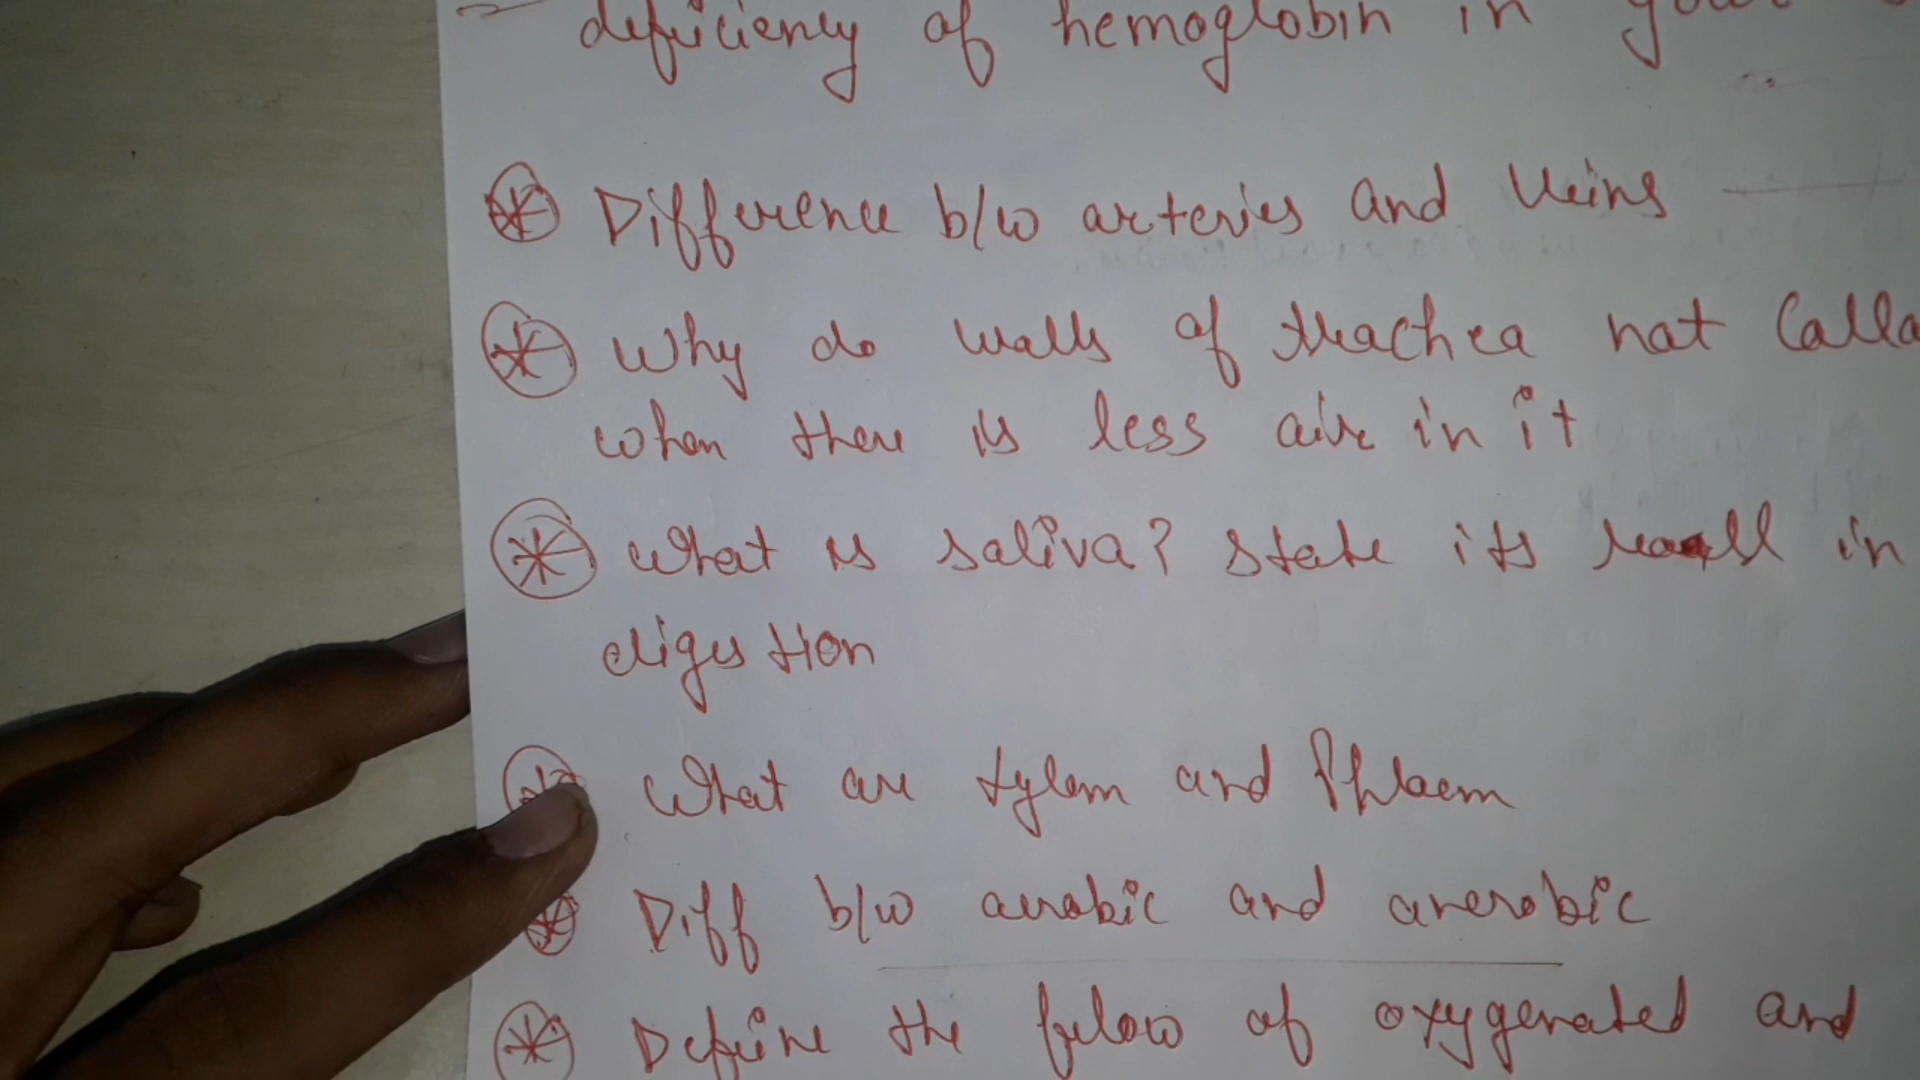 deficiency of hemoglobin in your
Difference b/w arteries and Veins
Why do walls of trachea not
when there is less air in it
What is saliva? State its in
digestion
What are xylem and Phloem
Diff b/w aerobic and anerobic
Define the folow of oxygenated and